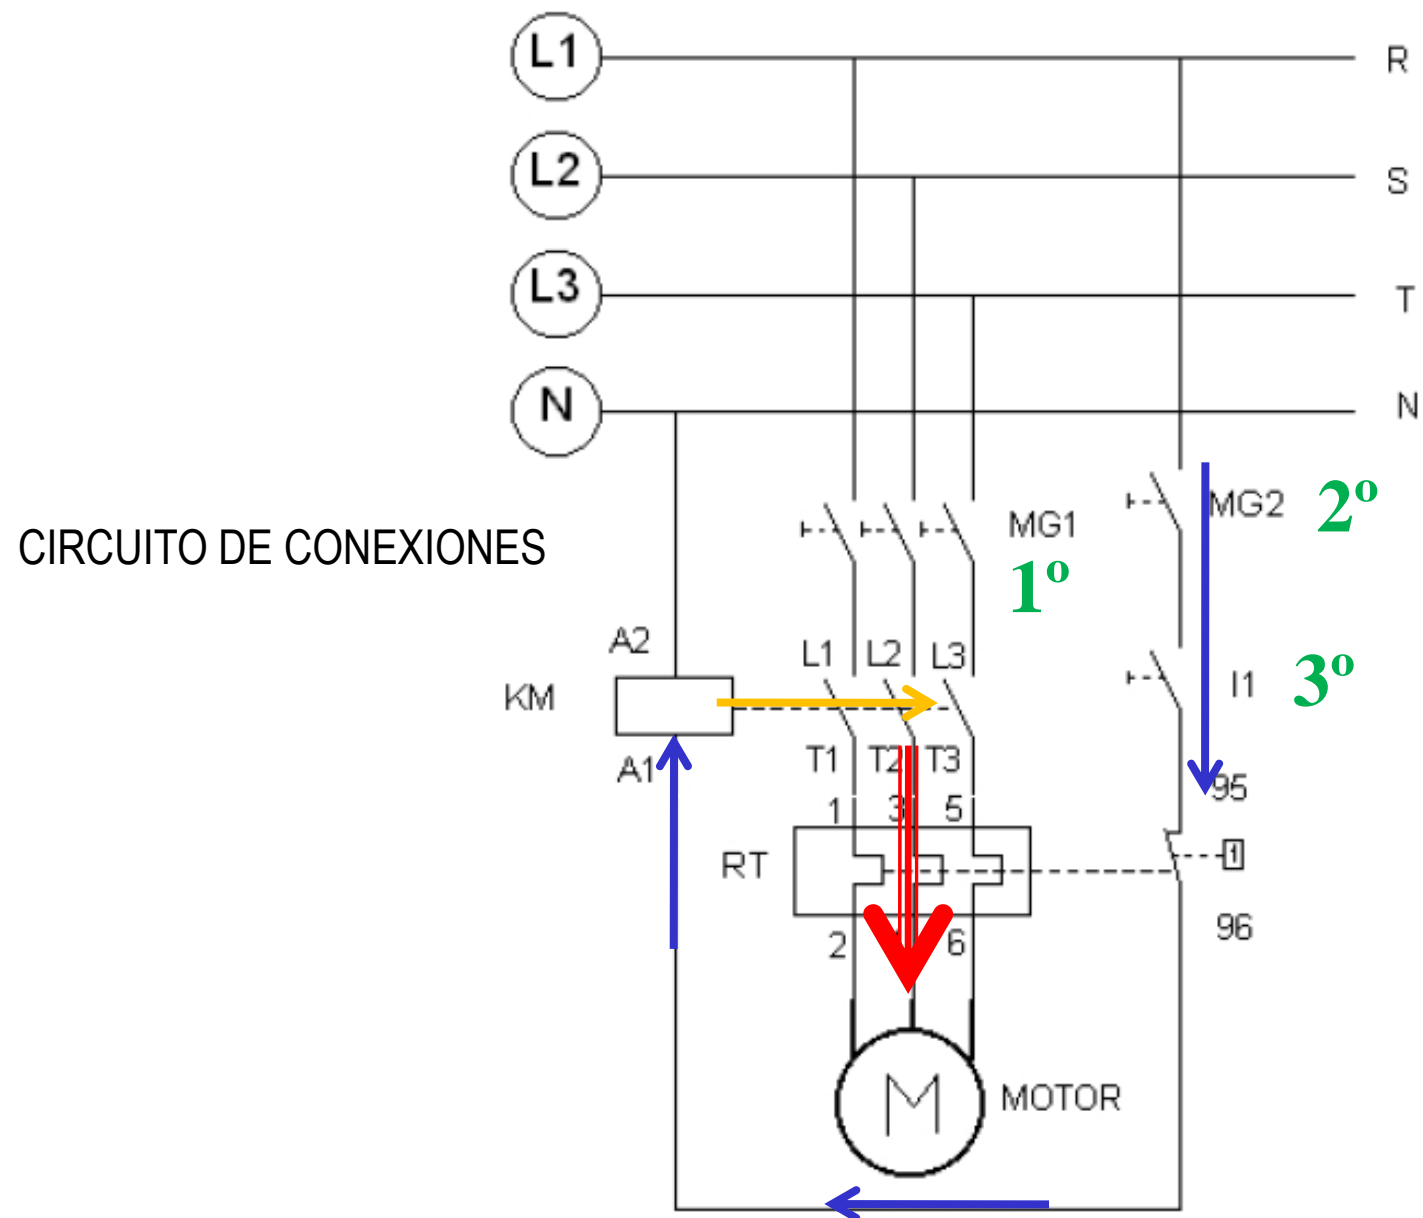 L1
R
L2
S
L3
T
N
N
MG2 2º
MG1
CIRCUITO DE CONEXIONES
1º
A2
L1 L2 L3
I1 3º
KM
T1 T2 T3
A1
95
1 3 5
1
RT
96
2 6
M
MOTOR